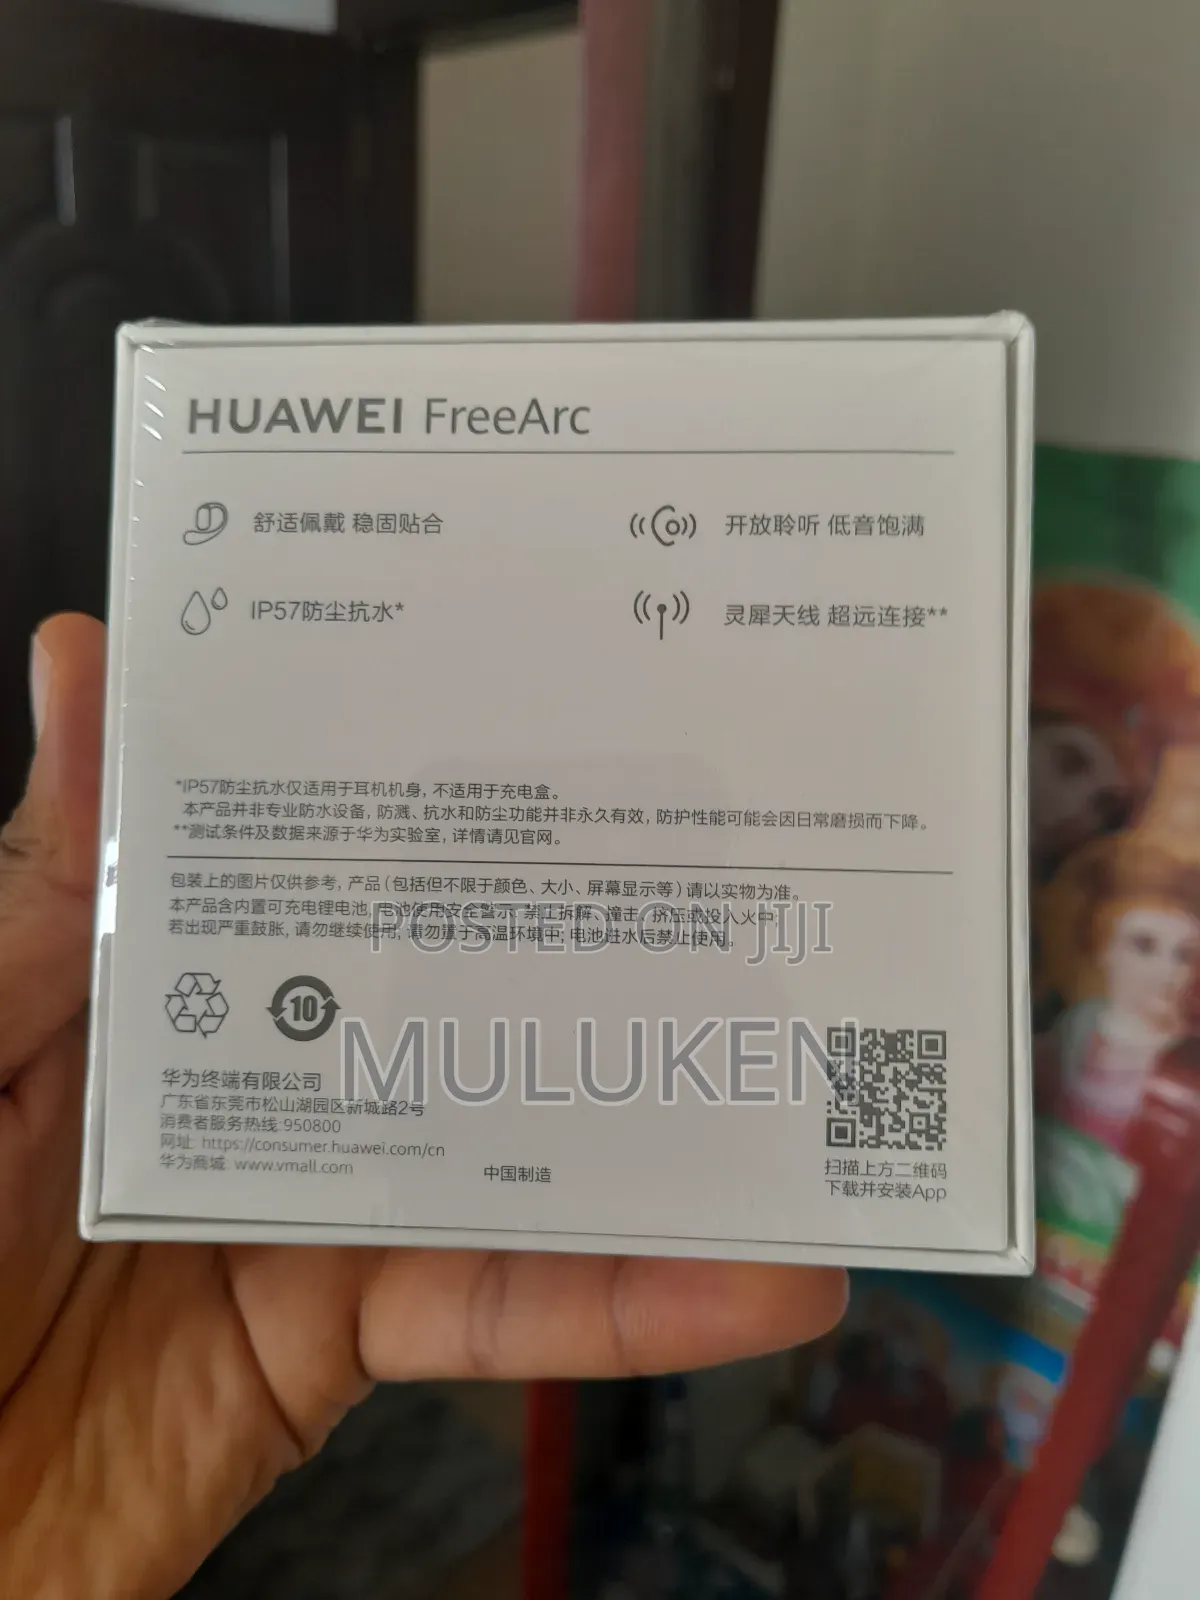 HUAWEI FreeArc
舒适佩戴 稳固贴合
开放聆听 低音饱满
IP57防尘抗水*
灵犀天线 超远连接**
*IP57防尘抗水仅适用于耳机机身, 不适用于充电盒。
本产品并非专业防水设备, 防溅、抗水和防尘功能并非永久有效, 防护性能可能会因日常磨损而下降。
**测试条件及数据来源于华为实验室, 详情请见官网。
包装上的图片仅供参考, 产品 (包括但不限于颜色、大小、屏幕显示等) 请以实物为准。
本产品含内置可充电锂电池, 电池使用安全警示: 禁止拆解、撞击、挤压或投入火中;
若出现严重鼓胀, 请勿继续使用; 请勿置于高温环境中; 电池进水后禁止使用。
POSTED ON JIJI
10
MULUKEN
华为终端有限公司
广东省东莞市松山湖园区新城路2号
消费者服务热线:950800
网址: https://consumer.huawei.com/cn
华为商城: www.vmall.com
中国制造
扫描上方二维码
下载并安装App